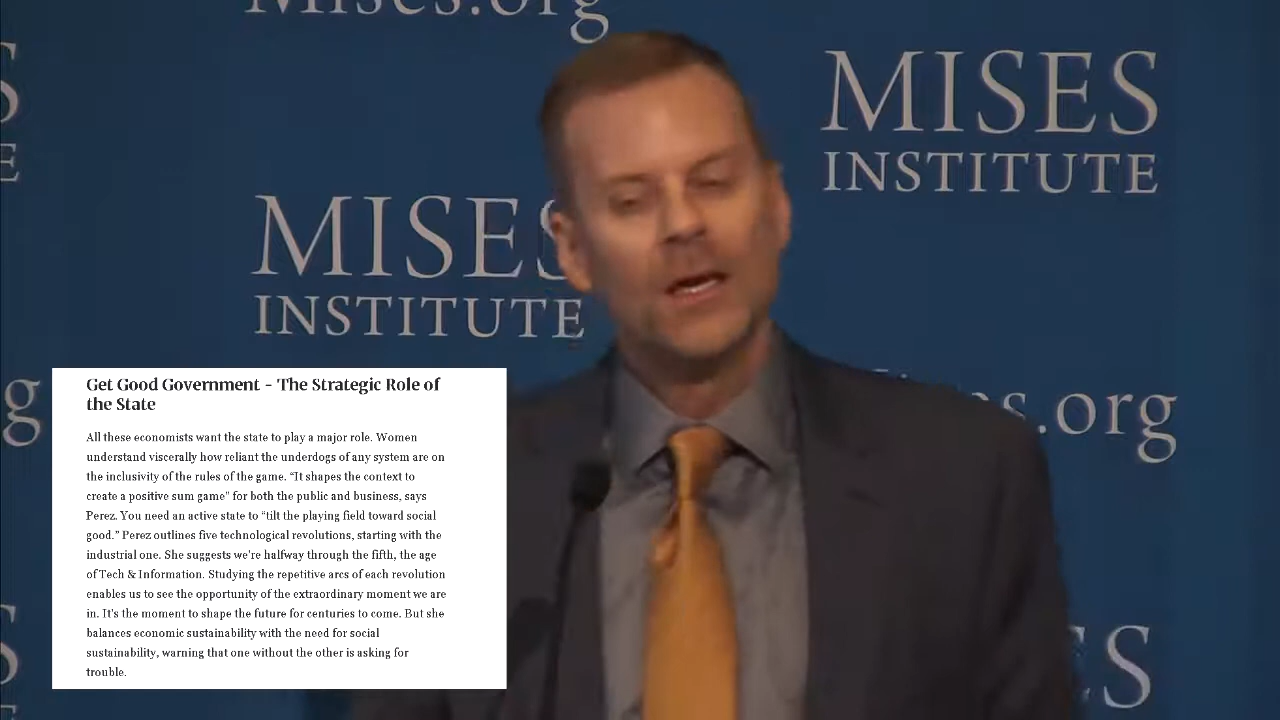 Mises.org
MISES
INSTITUTE
MISES
INSTITUTE
E
g
.org
Get Good Government – The Strategic Role of
the State
All these economists want the state to play a major role. Women
understand viscerally how reliant the underdogs of any system are on
the inclusivity of the rules of the game. “It shapes the context to
create a positive sum game” for both the public and business, says
Perez. You need an active state to “tilt the playing field toward social
good.” Perez outlines five technological revolutions, starting with the
industrial one. She suggests we’re halfway through the fifth, the age
of Tech & Information. Studying the repetitive arcs of each revolution
enables us to see the opportunity of the extraordinary moment we are
in. It’s the moment to shape the future for centuries to come. But she
balances economic sustainability with the need for social
sustainability, warning that one without the other is asking for
trouble.
ES